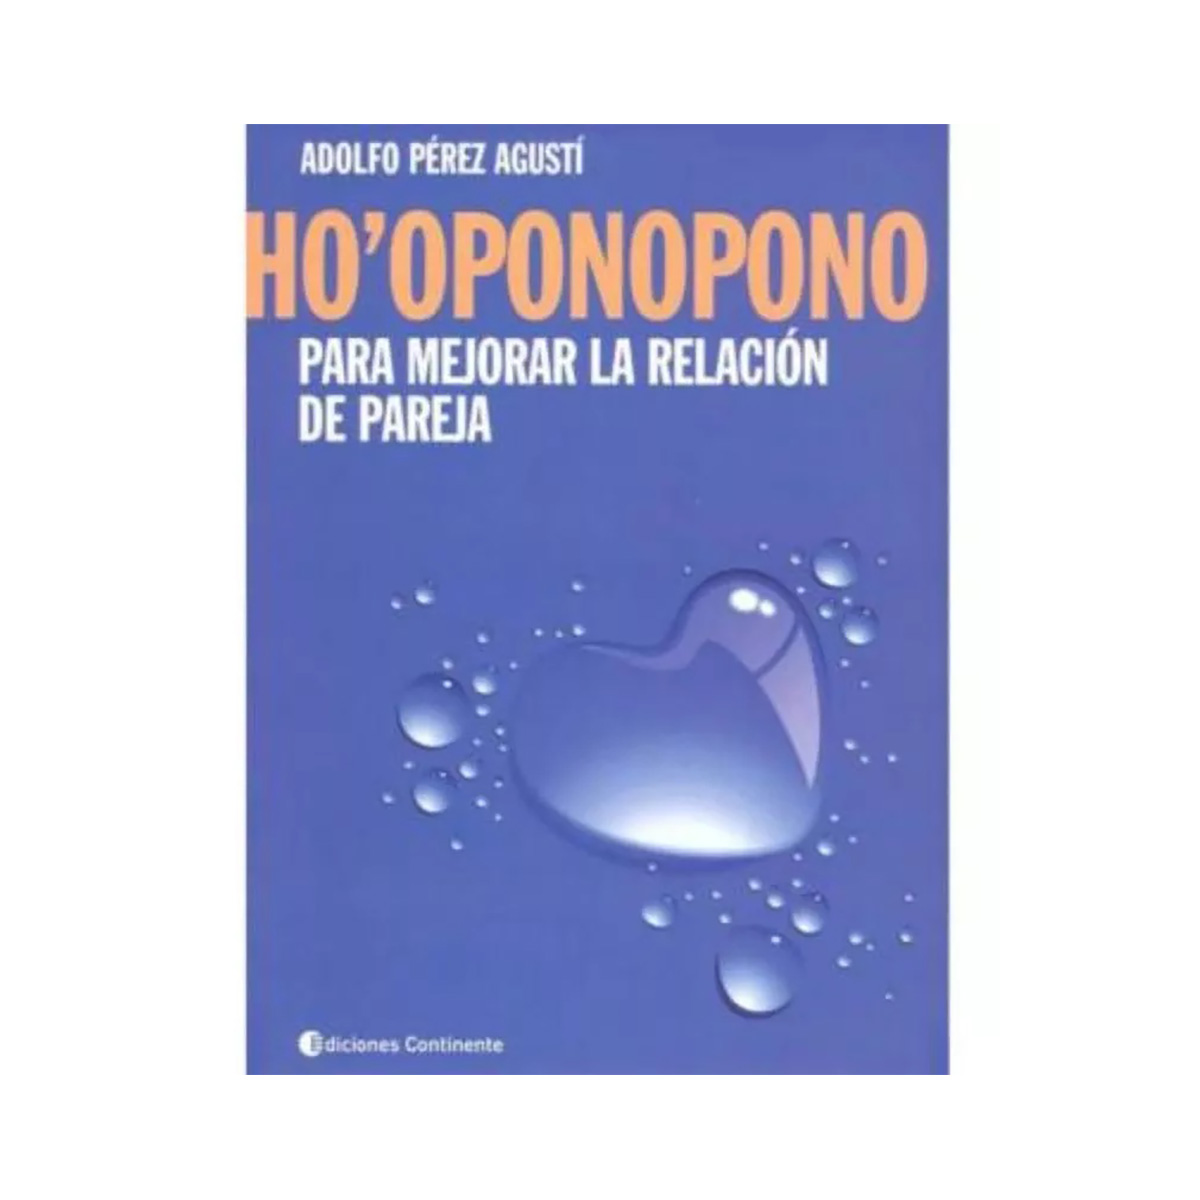 ADOLFO PÉREZ AGUSTÍ
HO'OPONOPONO
PARA MEJORAR LA RELACIÓN
DE PAREJA
Ediciones Continente